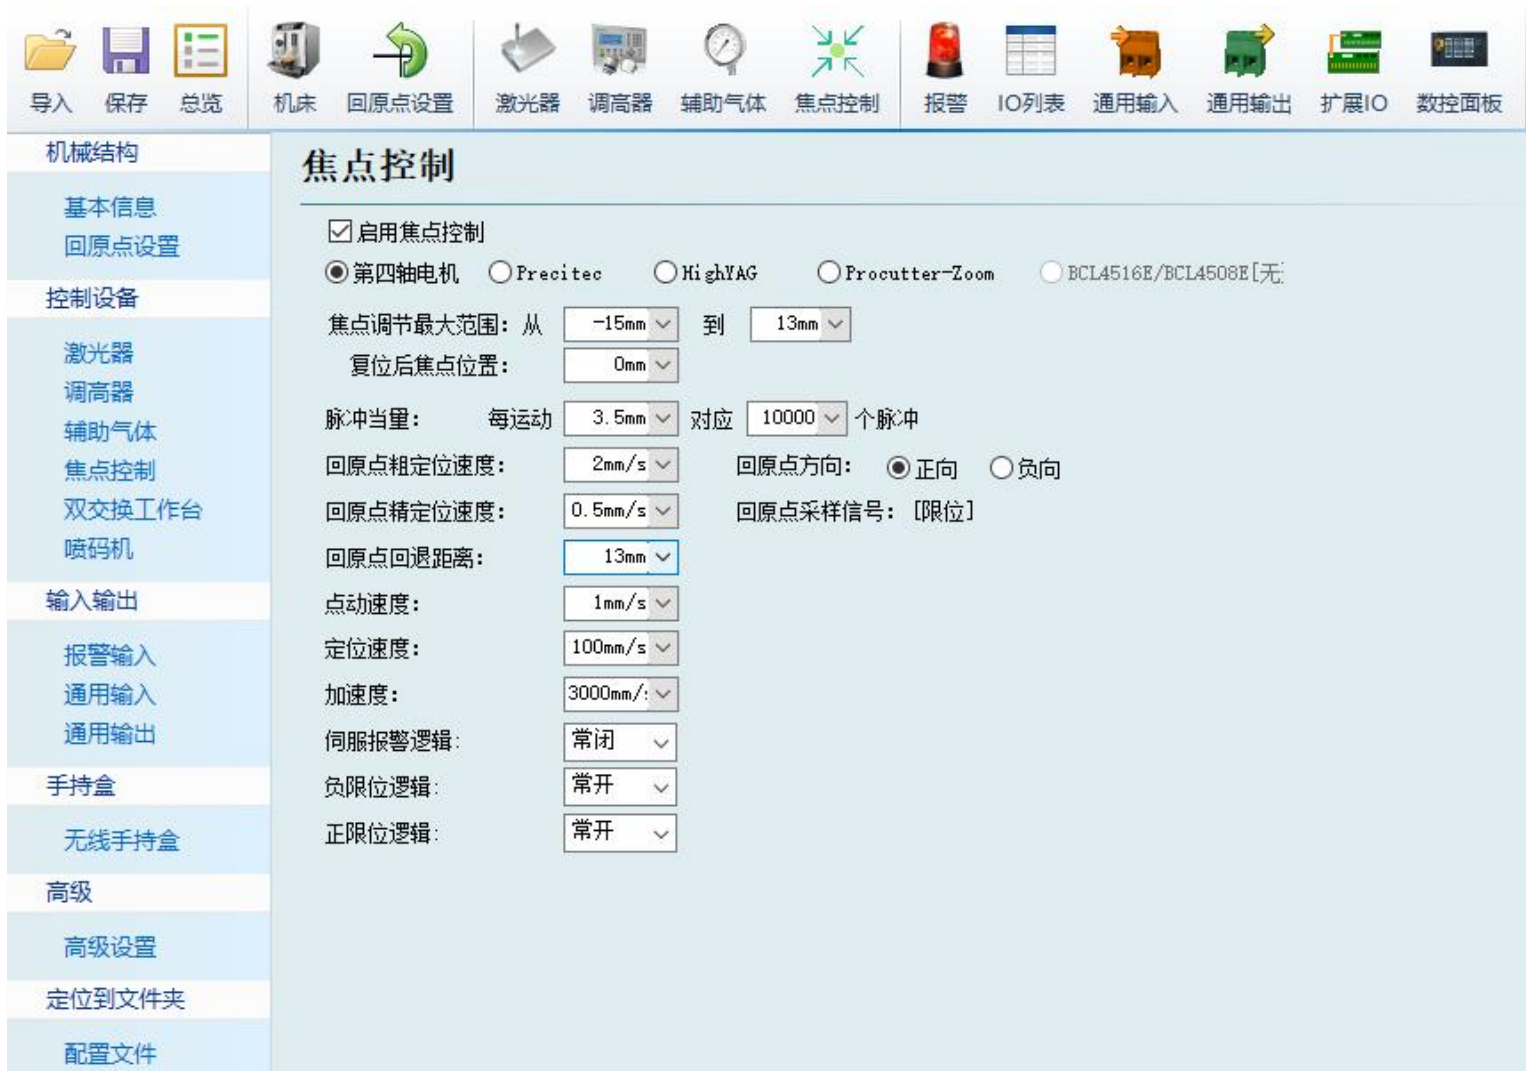 导入 保存 总览 机床 回原点设置 激光器 调高器 辅助气体 焦点控制 报警 IO列表 通用输入 通用输出 扩展IO 数控面板
机械结构
基本信息
回原点设置
控制设备
激光器
调高器
辅助气体
焦点控制
双交换工作台
喷码机
输入输出
报警输入
通用输入
通用输出
手持盒
无线手持盒
高级
高级设置
定位到文件夹
配置文件
焦点控制
启用焦点控制
第四轴电机 Precitec HighYAG Procutter-Zoom BCL4516E/BCL4508E[无
焦点调节最大范围: 从 -15mm 到 13mm
复位后焦点位置: 0mm
脉冲当量: 每运动 3.5mm 对应 10000 个脉冲
回原点粗定位速度: 2mm/s 回原点方向: 正向 负向
回原点精定位速度: 0.5mm/s 回原点采样信号: [限位]
回原点回退距离: 13mm
点动速度: 1mm/s
定位速度: 100mm/s
加速度: 3000mm/
伺服报警逻辑: 常闭
负限位逻辑: 常开
正限位逻辑: 常开